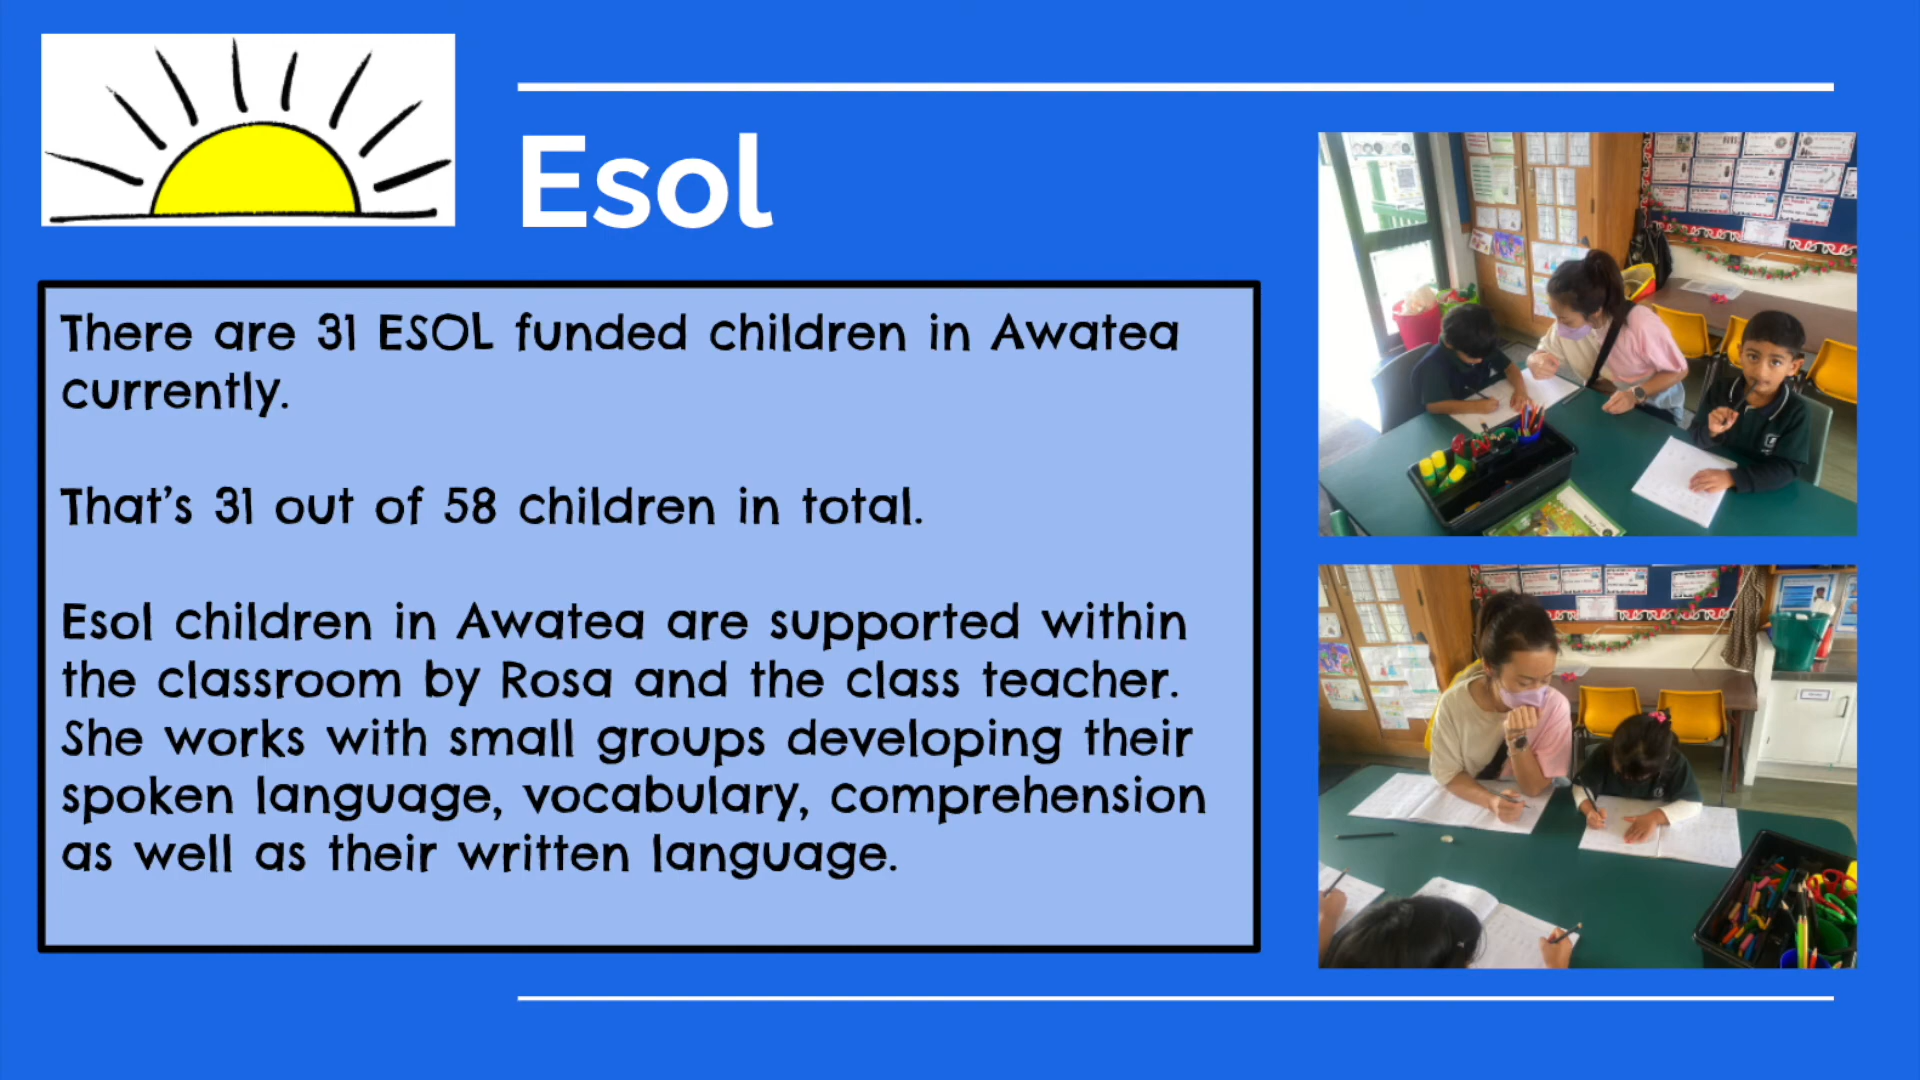 Esol
There are 31 ESOL funded children in Awatea
currently.
That's 31 out of 58 children in total.
Esol children in Awatea are supported within
the classroom by Rosa and the class teacher.
She works with small groups developing their
spoken language, vocabulary, comprehension
as well as their written language.